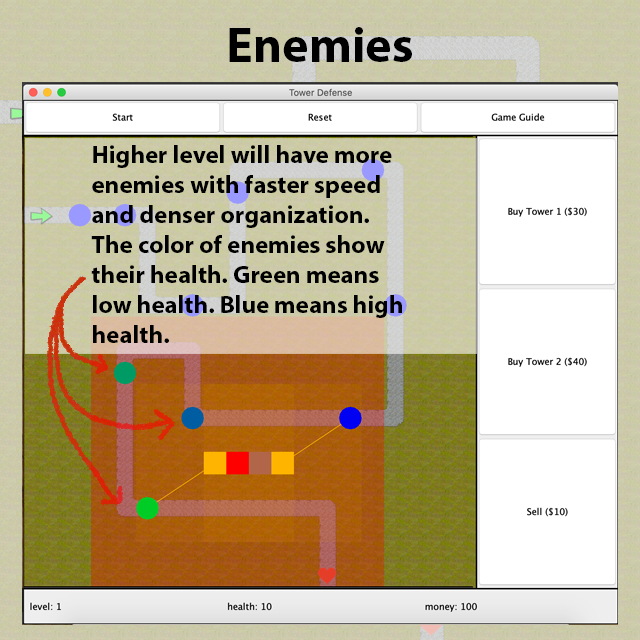 Enemies
Tower Defense
Start
Reset
Game Guide
Higher level will have more
enemies with faster speed
and denser organization.
The color of enemies show
their health. Green means
low health. Blue means high
health.
Buy Tower 1 ($30)
Buy Tower 2 ($40)
Sell ($10)
level: 1
health: 10
money: 100